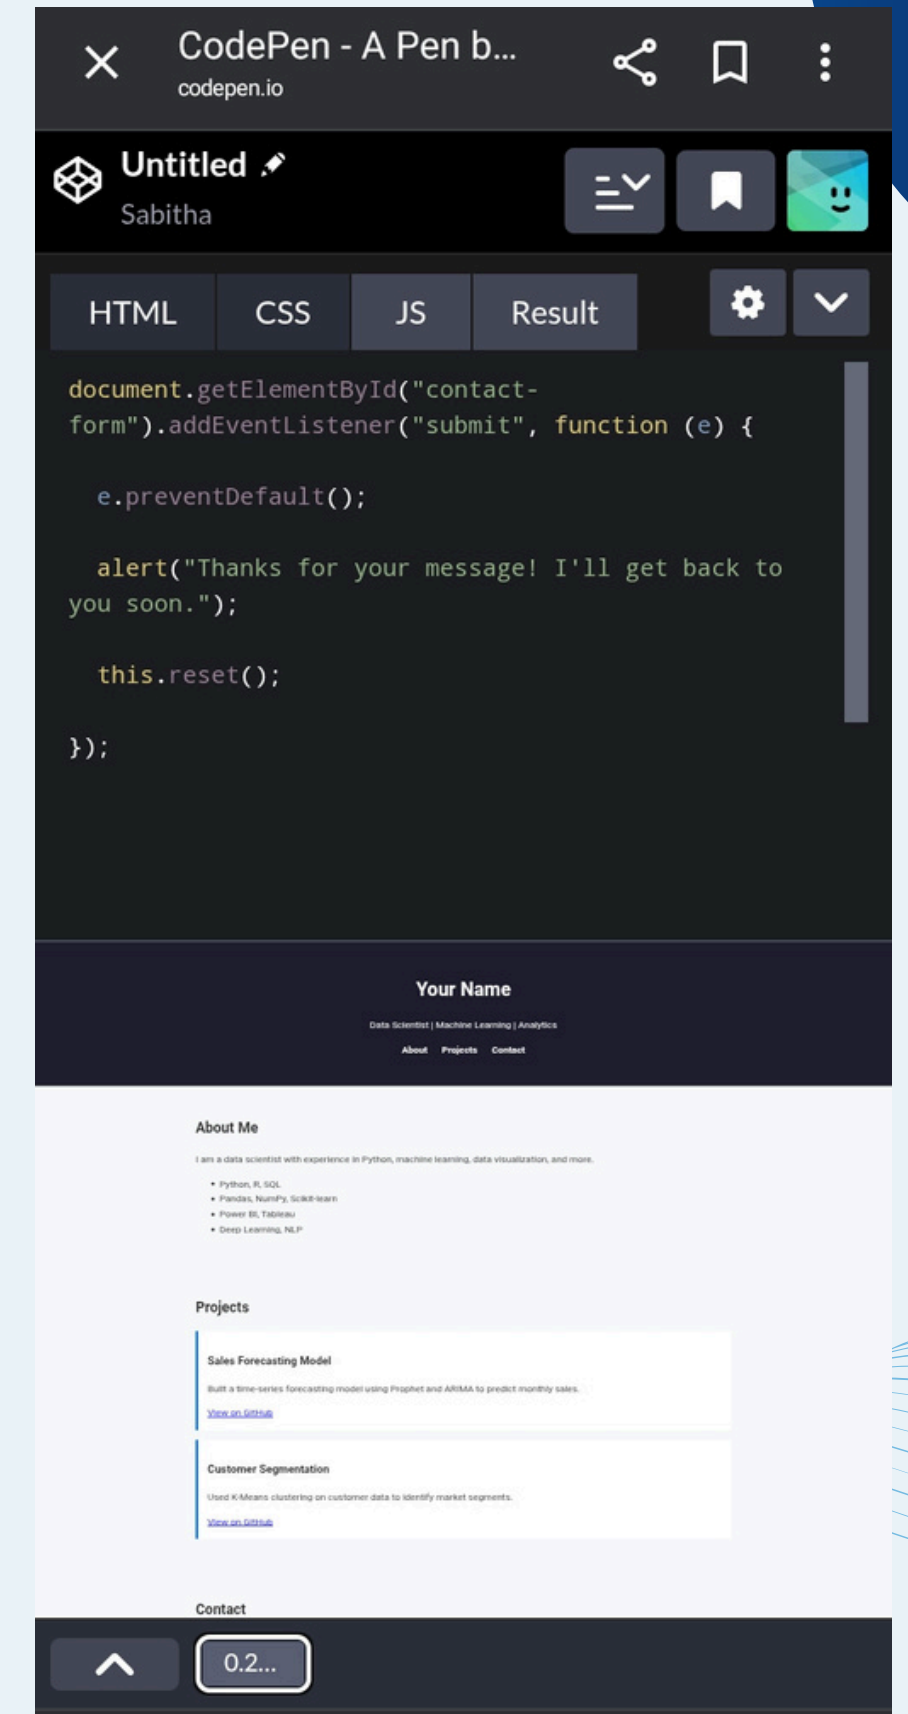 CodePen - A Pen b...
codepen.io
Untitled
Sabitha
HTML CSS JS Result
document.getElementById("contact-
form").addEventListener("submit", function (e) {
e.preventDefault();
alert("Thanks for your message! I'll get back to
you soon.");
this.reset();
});
Your Name
Data Scientist | Machine Learning | Analytics
About Projects Contact
About Me
I am a data scientist with experience in Python, machine learning, data visualization, and more.
Python, R, SQL
Pandas, NumPy, Scikit-learn
Power BI, Tableau
Deep Learning, NLP
Projects
Sales Forecasting Model
Built a time-series forecasting model using Prophet and ARIMA to predict monthly sales.
View on GitHub
Customer Segmentation
Used K-Means clustering on customer data to identify market segments.
View on GitHub
Contact
0.2...